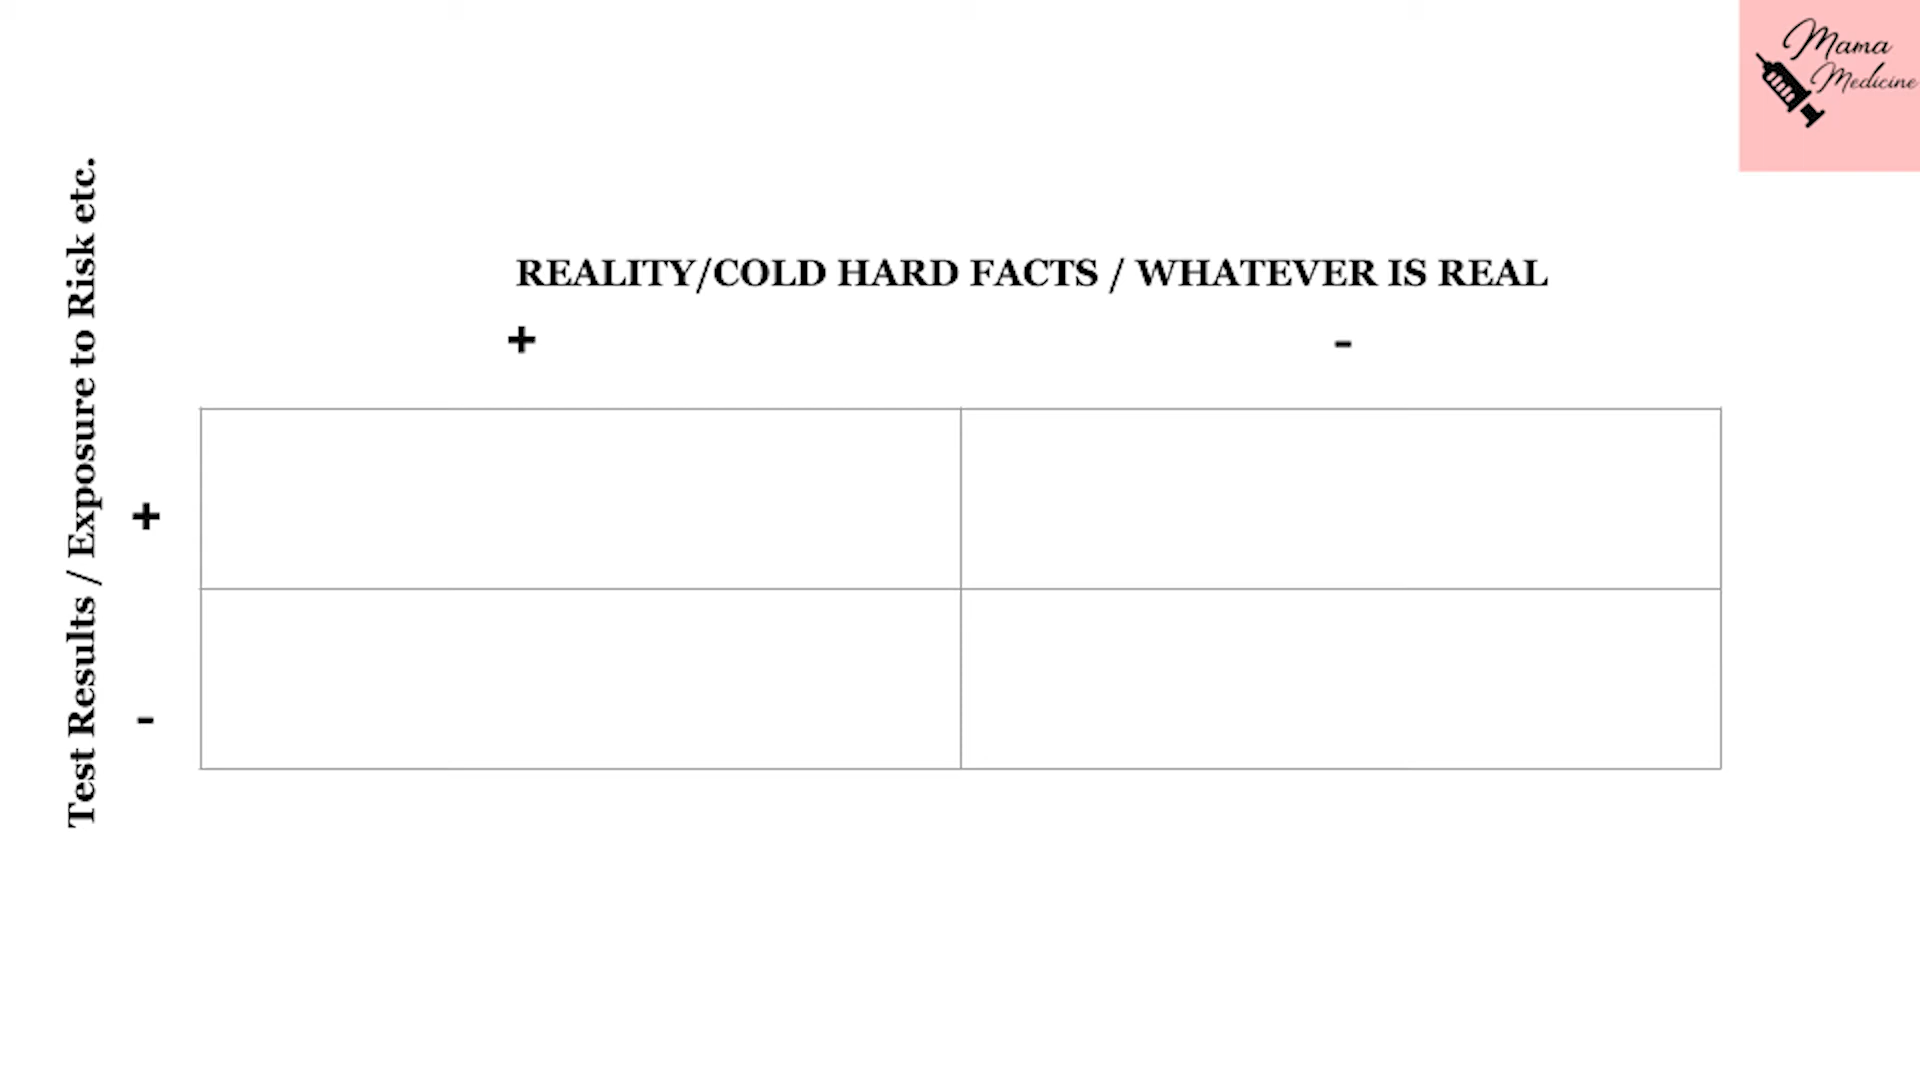 Mama
Medicine
REALITY/COLD HARD FACTS / WHATEVER IS REAL
+ -
Test Results / Exposure to Risk etc.
+
-